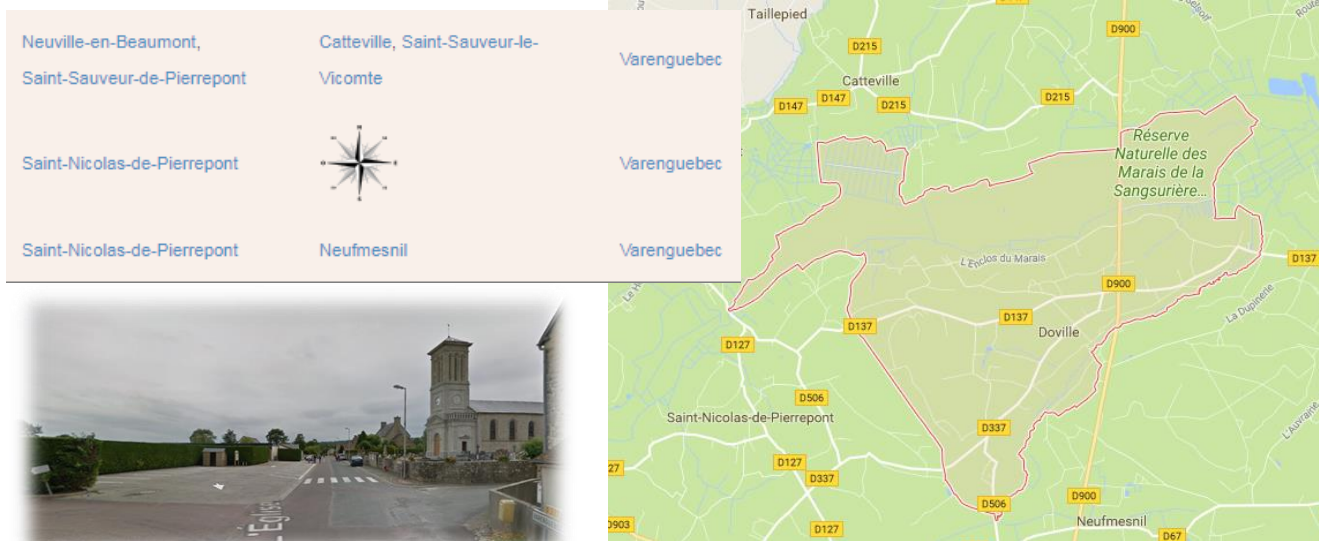 Neuville-en-Beaumont,
Saint-Sauveur-de-Pierrepont
Catteville, Saint-Sauveur-le-
Vicomte
Varenguebec
Saint-Nicolas-de-Pierrepont
Varenguebec
Saint-Nicolas-de-Pierrepont
Neufmesnil
Varenguebec
L'Église
Taillepied
D900
D215
Catteville
D147
D147
D215
D215
Réserve
Naturelle des
Marais de la
Sangsurière...
L'Enclos du Marais
D137
D900
La Dupinerie
D137
D137
Doville
D127
D506
Saint-Nicolas-de-Pierrepont
D337
L'Auvraire
27
D127
D337
D900
D506
Neufmesnil
D903
D127
D67